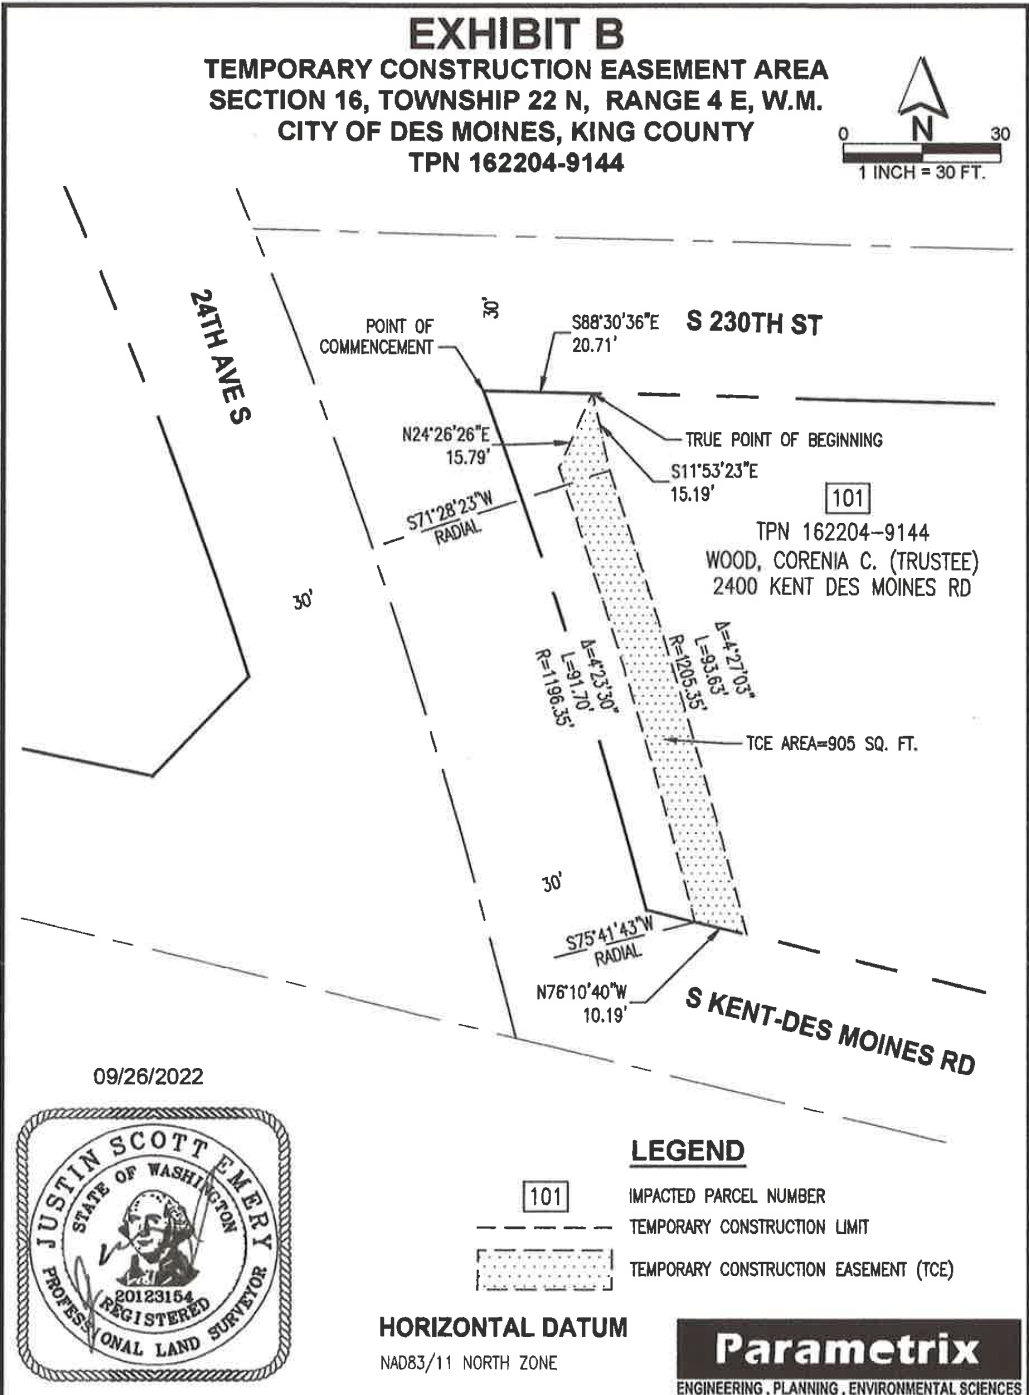 EXHIBIT B
TEMPORARY CONSTRUCTION EASEMENT AREA
SECTION 16, TOWNSHIP 22 N, RANGE 4 E, W.M.
CITY OF DES MOINES, KING COUNTY
TPN 162204-9144
N
0 30
1 INCH = 30 FT.
24TH AVE S
POINT OF
COMMENCEMENT
30'
S88°30'36"E
20.71'
S 230TH ST
N24°26'26"E
15.79'
TRUE POINT OF BEGINNING
S11°53'23"E
15.19'
S71°28'23"W
RADIAL
101
TPN 162204-9144
WOOD, CORENIA C. (TRUSTEE)
2400 KENT DES MOINES RD
30'
Δ=4°23'30"
L=91.70'
R=1196.35'
Δ=4°27'03"
L=93.63'
R=1205.35'
TCE AREA=905 SQ. FT.
30'
S75°41'43"W
RADIAL
N76°10'40"W
10.19'
S KENT-DES MOINES RD
09/26/2022
JUSTIN SCOTT EMERY
STATE OF WASHINGTON
20123154
REGISTERED
PROFESSIONAL LAND SURVEYOR
LEGEND
101 IMPACTED PARCEL NUMBER
TEMPORARY CONSTRUCTION LIMIT
TEMPORARY CONSTRUCTION EASEMENT (TCE)
HORIZONTAL DATUM
NAD83/11 NORTH ZONE
Parametrix
ENGINEERING . PLANNING . ENVIRONMENTAL SCIENCES